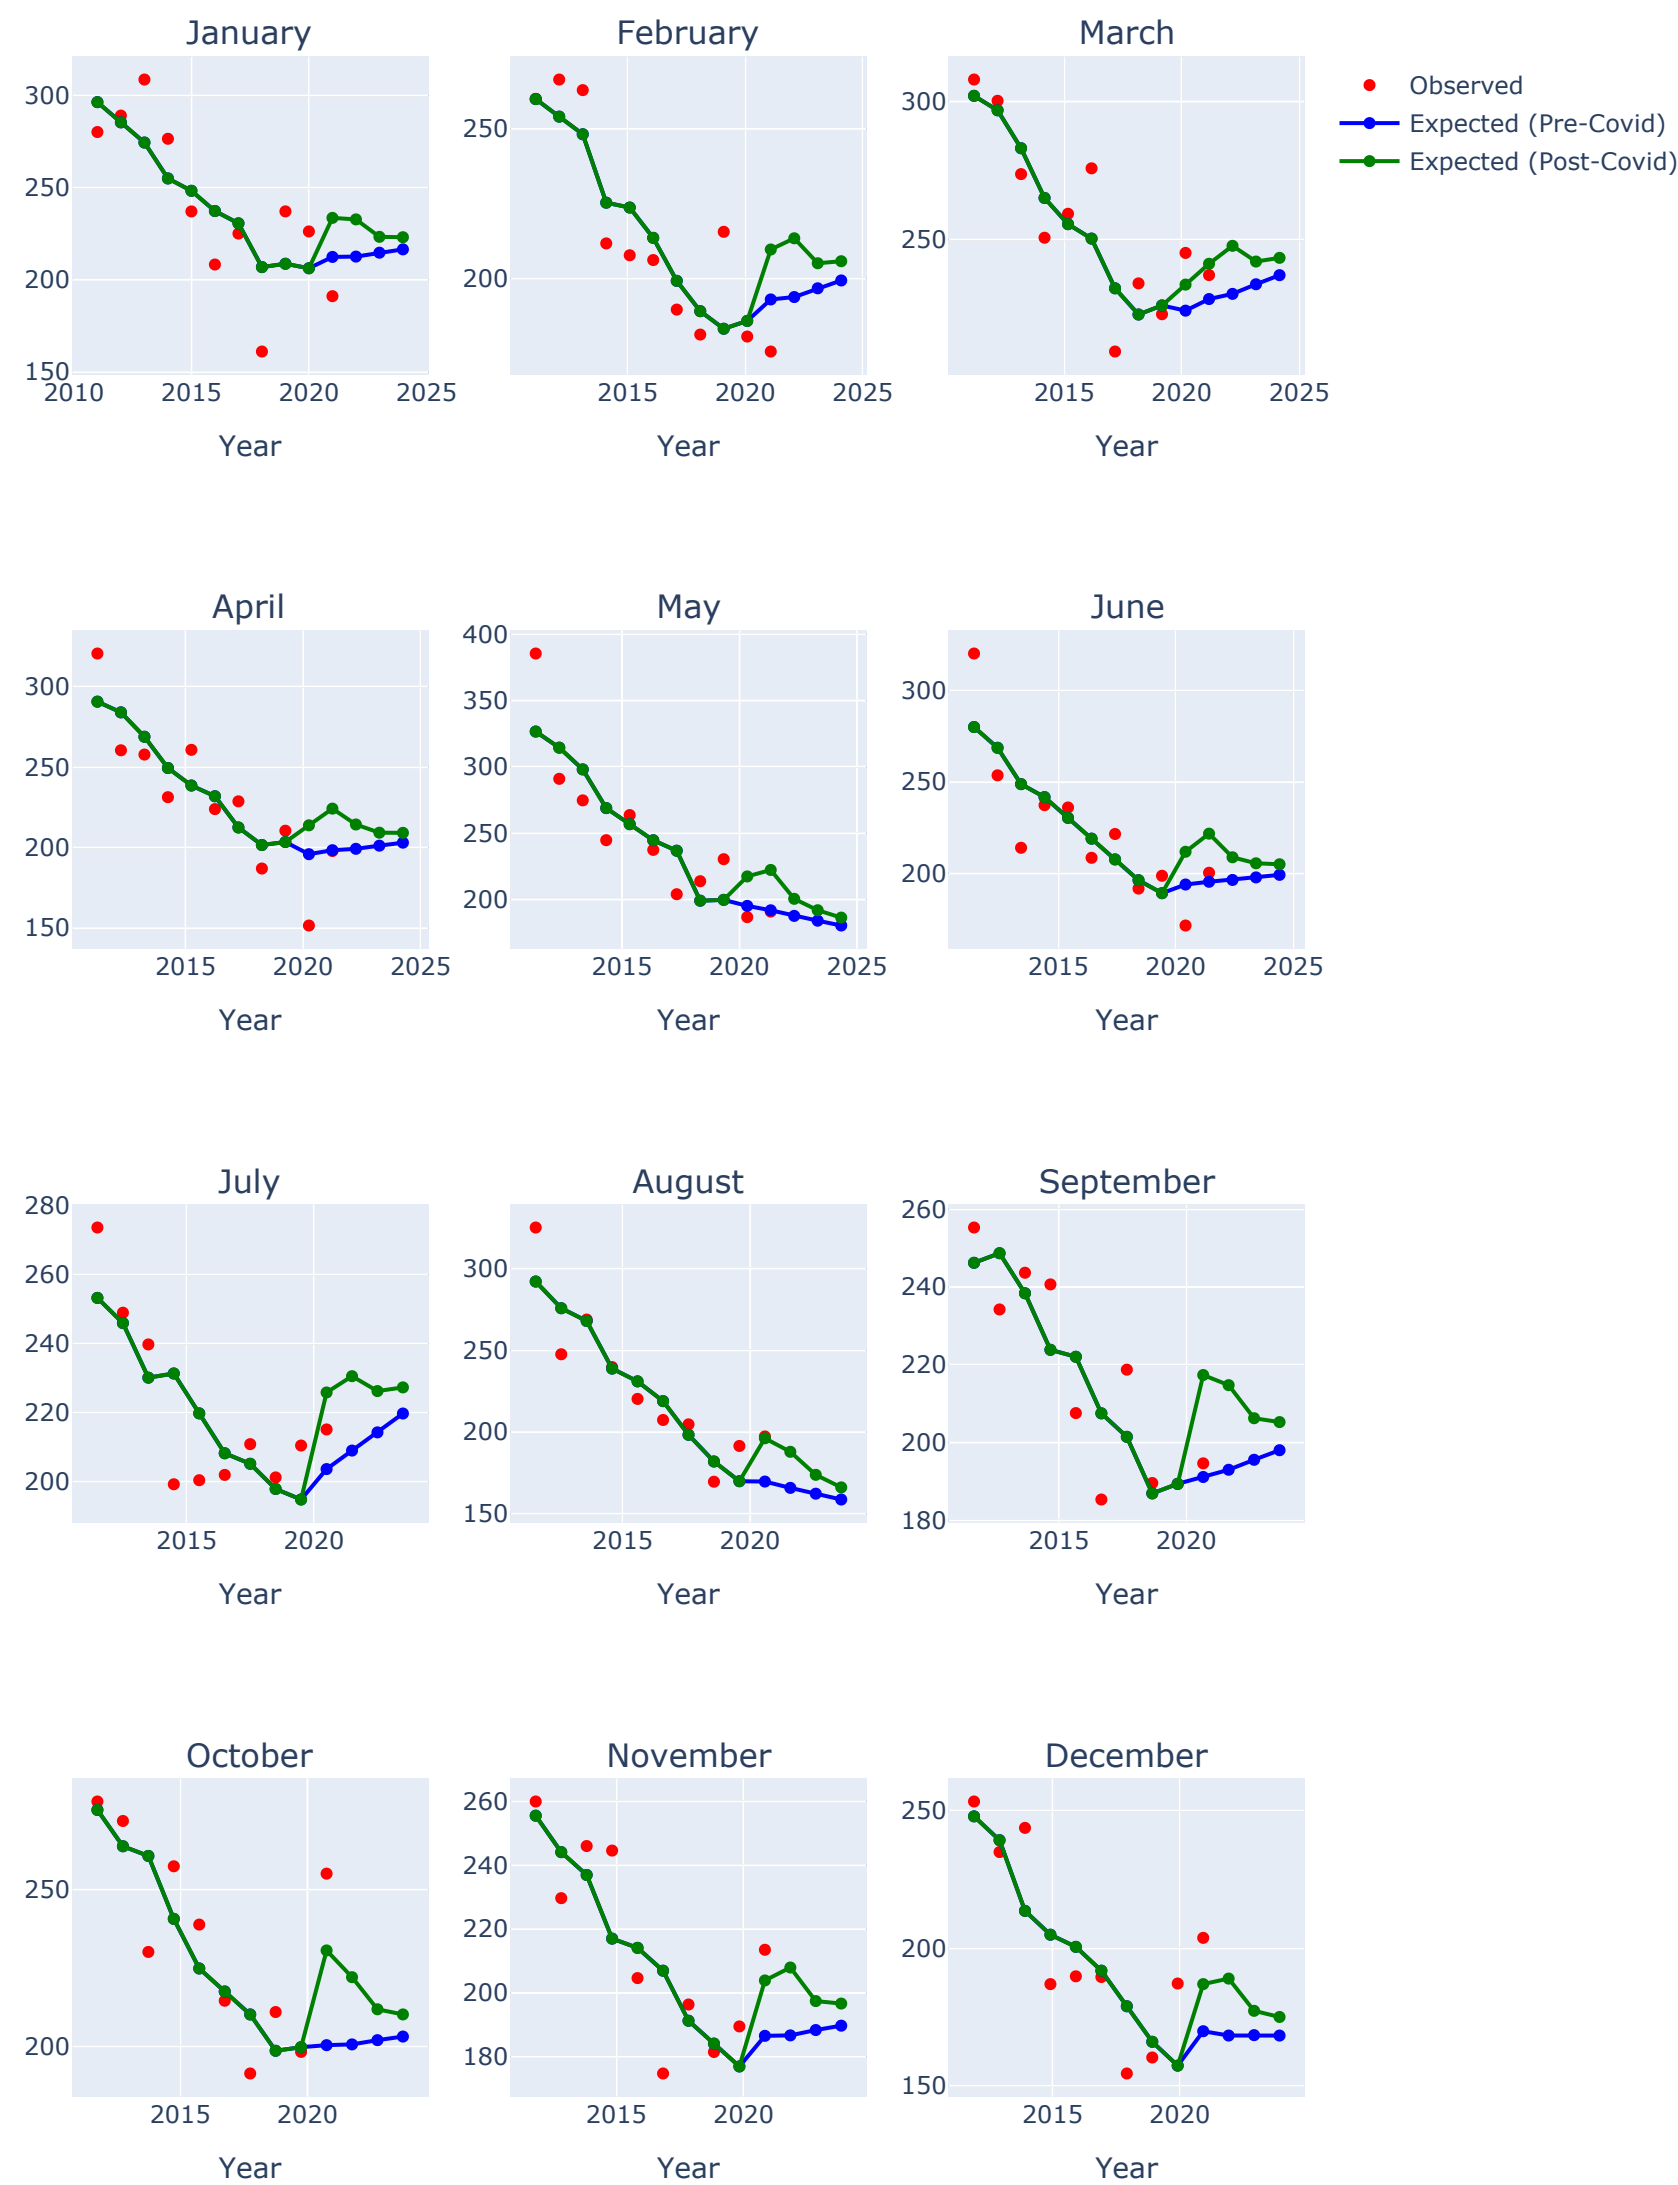 January
February
March
Observed
Expected (Pre-Covid)
Expected (Post-Covid)
300
250
200
150
2010
2015
2020
2025
Year
250
200
2015
2020
2025
Year
300
250
2015
2020
2025
Year
April
May
June
300
250
200
150
2015
2020
2025
Year
400
350
300
250
200
2015
2020
2025
Year
300
250
200
2015
2020
2025
Year
July
August
September
280
260
240
220
200
2015
2020
Year
300
250
200
150
2015
2020
Year
260
240
220
200
180
2015
2020
Year
October
November
December
250
200
2015
2020
Year
260
240
220
200
180
2015
2020
Year
250
200
150
2015
2020
Year